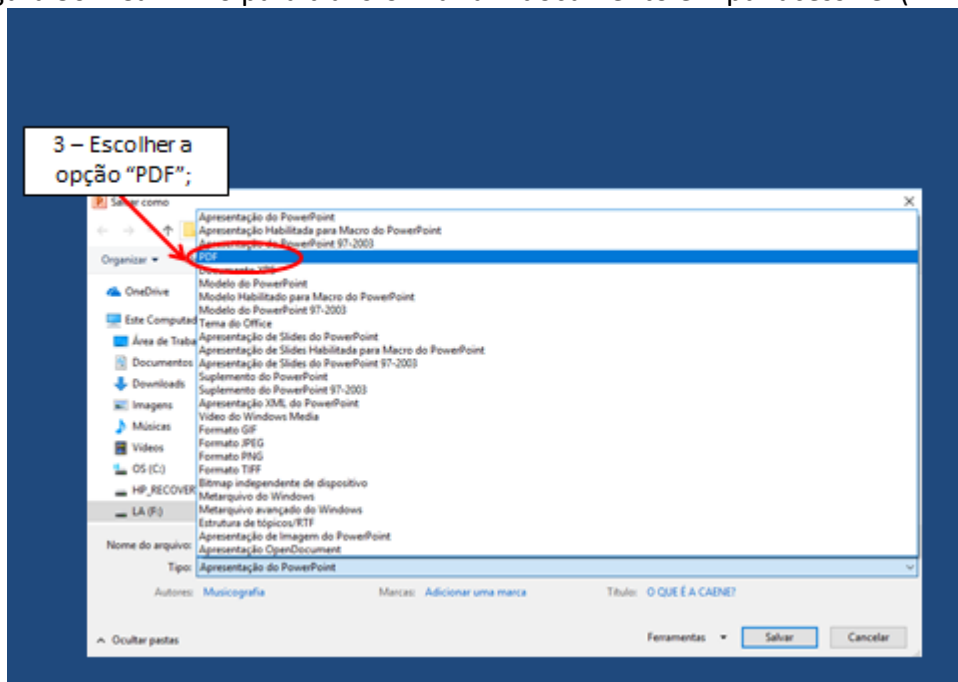 3 – Escolher a
opção “PDF”;
Salvar como
Apresentação do PowerPoint
Apresentação Habilitada para Macro do PowerPoint
Apresentação do PowerPoint 97-2003
Organizar
PDF
Documento XPS
Modelo do PowerPoint
OneDrive
Modelo Habilitado para Macro do PowerPoint
Modelo do PowerPoint 97-2003
Este Computad
Tema do Office
Área de Traba
Apresentação de Slides do PowerPoint
Apresentação de Slides Habilitada para Macro do PowerPoint
Documentos
Apresentação de Slides do PowerPoint 97-2003
Suplemento do PowerPoint
Downloads
Suplemento do PowerPoint 97-2003
Imagens
Apresentação XML do PowerPoint
Vídeo do Windows Media
Músicas
Formato GIF
Vídeos
Formato JPEG
Formato PNG
OS (C:)
Formato TIFF
Bitmap independente de dispositivo
HP_RECOVER
Metarquivo do Windows
LA (F:)
Metarquivo avançado do Windows
Estrutura de tópicos/RTF
Apresentação de Imagem do PowerPoint
Nome do arquivo:
Apresentação OpenDocument
Tipo: Apresentação do PowerPoint
Autores: Musicografia Marcas: Adicionar uma marca Título: O QUE É A CAENE?
Ocultar pastas Ferramentas Salvar Cancelar